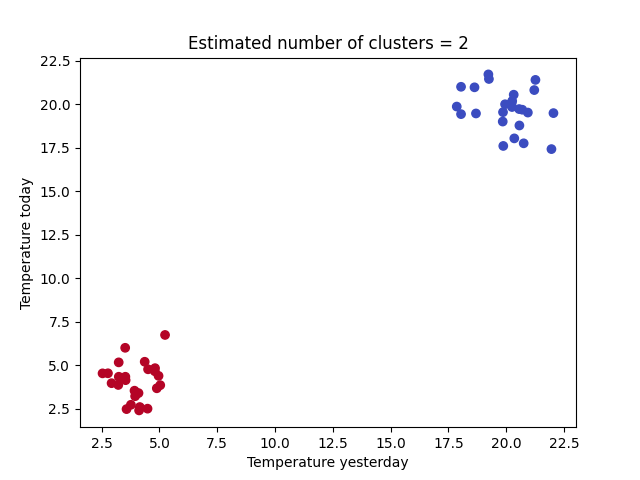 Estimated number of clusters = 2
22.5
20.0
17.5
15.0
12.5
10.0
7.5
5.0
2.5
Temperature today
2.5 5.0 7.5 10.0 12.5 15.0 17.5 20.0 22.5
Temperature yesterday